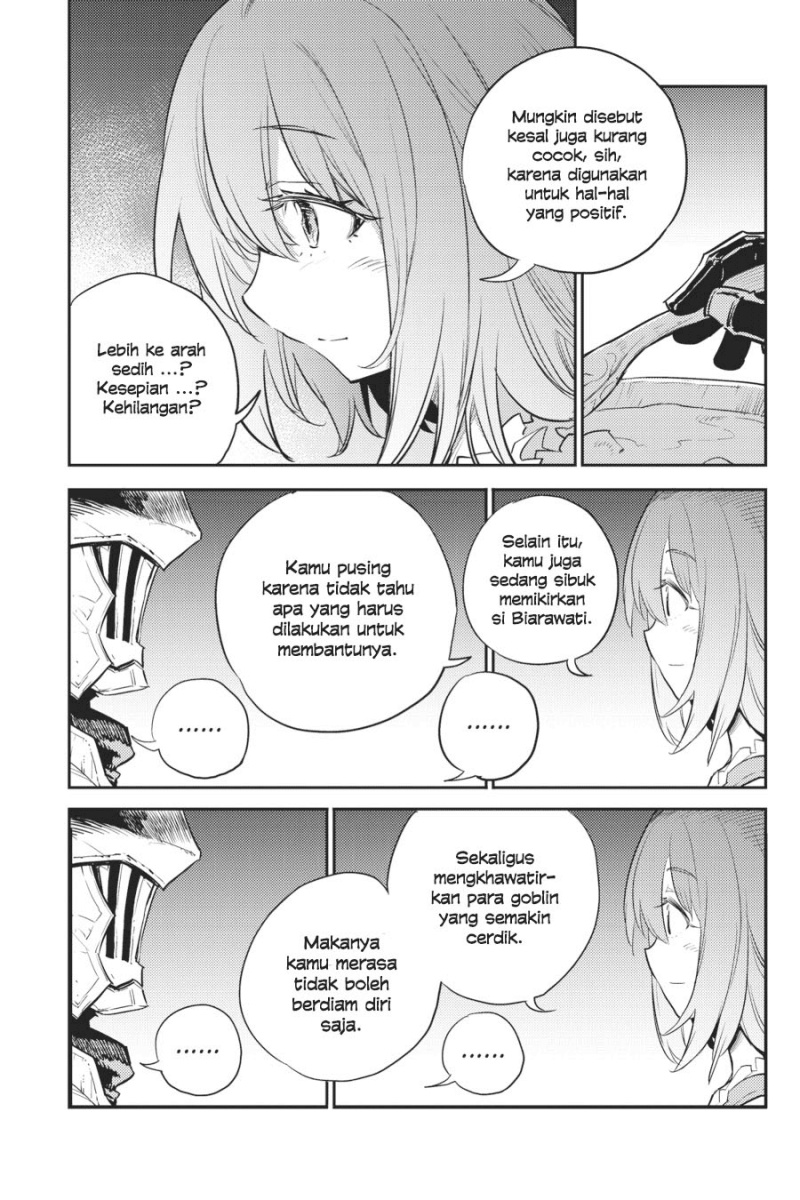 Mungkin disebut
kesal juga kurang
cocok, sih,
karena digunakan
untuk hal-hal
yang positif.
Lebih ke arah
sedih ...?
Kesepian ...?
Kehilangan?
Selain itu,
kamu juga
sedang sibuk
memikirkan
si Biarawati.
......
Kamu pusing
karena tidak tahu
apa yang harus
dilakukan untuk
membantunya.
......
Sekaligus
mengkhawatir-
kan para goblin
yang semakin
cerdik.
......
Makanya
kamu merasa
tidak boleh
berdiam diri
saja.
......